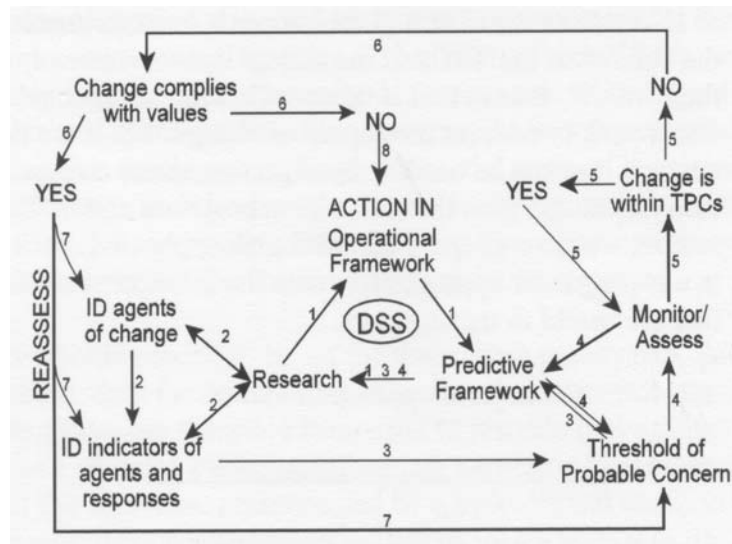 6
Change complies
with values
6
NO
NO
6
8
5
YES
YES
5
Change is
within TPCs
ACTION IN
Operational
Framework
7
5
5
ID agents
of change
1
DSS
1
Monitor/
Assess
REASSESS
2
4
2
Research
1 3 4
Predictive
Framework
7
2
4
3
4
ID indicators of
agents and
responses
3
Threshold of
Probable Concern
7